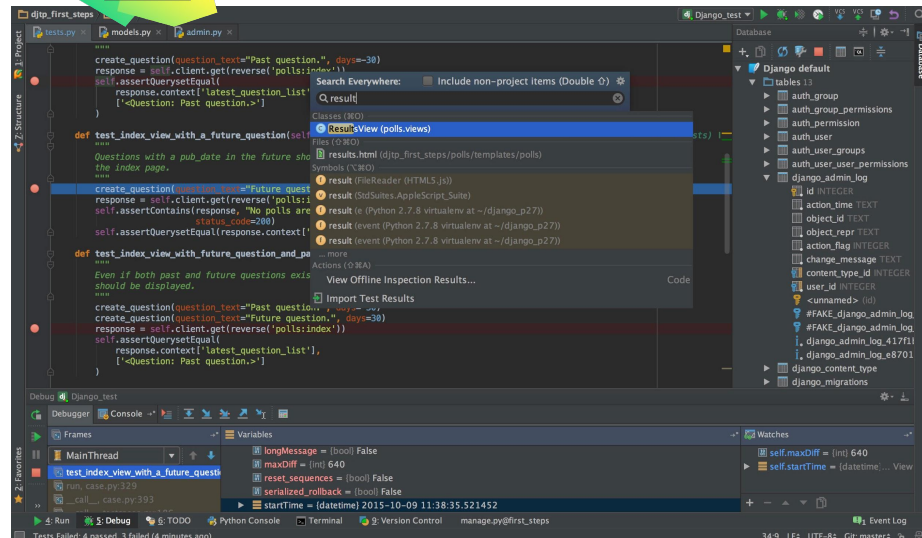 djtp_first_steps
Django_test
tests.py × models.py × admin.py ×
Database
1: Project
Z: Structure
2: Favorites
Database
"""
create_question(question_text="Past question.", days=-30)
response = self.client.get(reverse('polls:index'))
self.assertQuerysetEqual(
response.context['latest_question_list'
['<Question: Past question.>']
)
def test_index_view_with_a_future_question(self
sts)
"""
Questions with a pub_date in the future sho
the index page.
"""
create_question(question_text="Future quest
response = self.client.get(reverse('polls:i
self.assertContains(response, "No polls are
status_code=200)
self.assertQuerysetEqual(response.context['
def test_index_view_with_future_question_and_pa
"""
Even if both past and future questions exis
should be displayed.
"""
create_question(question_text="Past question.", days=-30)
create_question(question_text="Future question.", days=30)
response = self.client.get(reverse('polls:index'))
self.assertQuerysetEqual(
response.context['latest_question_list'],
['<Question: Past question.>']
)
Search Everywhere: Include non-project items (Double ⇧)
result
Classes (⌘O)
ResultsView (polls.views)
Files (⇧⌘O)
results.html (djtp_first_steps/polls/templates/polls)
Symbols (⌥⌘O)
result (FileReader (HTML5.js))
result (StdSuites.AppleScript_Suite)
result (e (Python 2.7.8 virtualenv at ~/django_p27))
result (event (Python 2.7.8 virtualenv at ~/django_p27))
result (event (Python 2.7.8 virtualenv at ~/django_p27))
... more
Actions (⇧⌘A)
View Offline Inspection Results... Code
Import Test Results
Django default
tables 13
auth_group
auth_group_permissions
auth_permission
auth_user
auth_user_groups
auth_user_user_permissions
django_admin_log
id INTEGER
action_time TEXT
object_id TEXT
object_repr TEXT
action_flag INTEGER
change_message TEXT
content_type_id INTEGER
user_id INTEGER
<unnamed> (id)
#FAKE_django_admin_log_
#FAKE_django_admin_log_
django_admin_log_417f1
django_admin_log_e8701
django_content_type
django_migrations
Debug Django_test
Debugger Console
Frames
Variables
Watches
MainThread
test_index_view_with_a_future_questi
run, case.py:329
__call__, case.py:393
longMessage = {bool} False
maxDiff = {int} 640
reset_sequences = {bool} False
serialized_rollback = {bool} False
startTime = {datetime} 2015-10-09 11:38:35.521452
self.maxDiff = {int} 640
self.startTime = {datetime... View
4: Run 5: Debug 6: TODO Python Console Terminal 9: Version Control manage.py@first_steps
1 Event Log
Tests Failed: 4 passed, 3 failed (4 minutes ago)
34:9 LF÷ UTF-8÷ Git: master÷